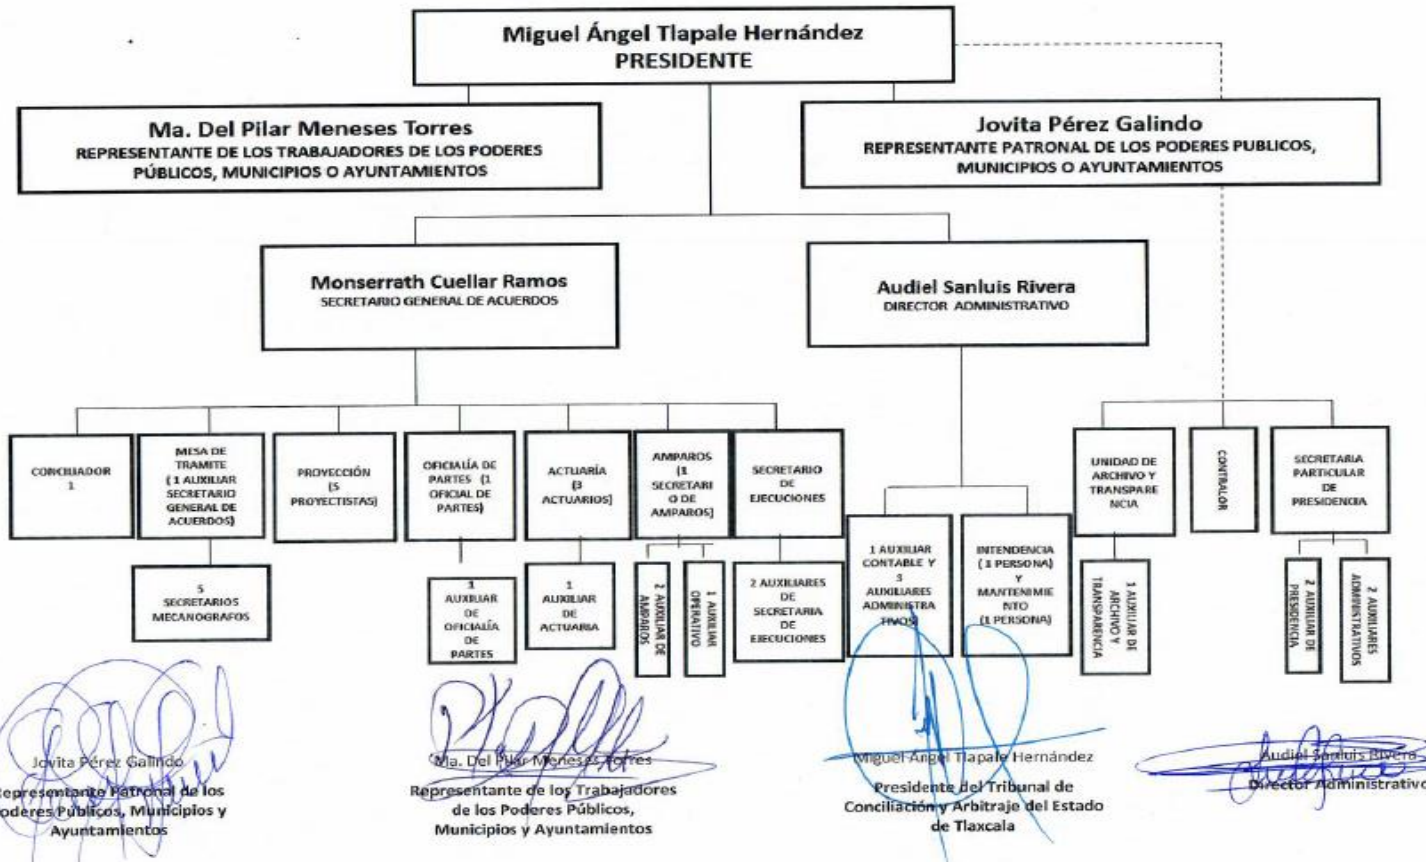 Miguel Ángel Tlapale Hernández
PRESIDENTE
Ma. Del Pilar Meneses Torres
REPRESENTANTE DE LOS TRABAJADORES DE LOS PODERES
PÚBLICOS, MUNICIPIOS O AYUNTAMIENTOS
Jovita Pérez Galindo
REPRESENTANTE PATRONAL DE LOS PODERES PUBLICOS,
MUNICIPIOS O AYUNTAMIENTOS
Monserrath Cuellar Ramos
SECRETARIO GENERAL DE ACUERDOS
Audiel Sanluis Rivera
DIRECTOR ADMINISTRATIVO
CONCILIADOR
1
MESA DE
TRAMITE
( 1 AUXILIAR
SECRETARIO
GENERAL DE
ACUERDOS)
PROYECCIÓN
(5
PROYECTISTAS)
OFICIALÍA DE
PARTES (1
OFICIAL DE
PARTES)
ACTUARÍA
(3
ACTUARIOS)
AMPAROS
(1
SECRETARI
O DE
AMPAROS)
SECRETARIO
DE
EJECUCIONES
1 AUXILIAR
CONTABLE Y
3
AUXILIARES
ADMINISTRA
TIVOS)
INTENDENCIA
( 1 PERSONA)
Y
MANTENIMIE
NTO
(1 PERSONA)
UNIDAD DE
ARCHIVO Y
TRANSPARE
NCIA
CONTRALOR
SECRETARIA
PARTICULAR
DE
PRESIDENCIA
5
SECRETARIOS
MECANOGRAFOS
1
AUXILIAR
DE
OFICIALÍA
DE
PARTES
1
AUXILIAR
DE
ACTUARIA
2 AUXILIAR DE
AMPAROS
1 AUXILIAR
OPERATIVO
2 AUXILIARES
DE
SECRETARIA
DE
EJECUCIONES
1 AUXILIAR DE
ARCHIVO Y
TRANSPARENCIA
2 AUXILIAR DE
PRESIDENCIA
2 AUXILIARES
ADMINISTRATIVOS
Jovita Pérez Galindo
Representante Patronal de los
Poderes Públicos, Municipios y
Ayuntamientos
Ma. Del Pilar Meneses Torres
Representante de los Trabajadores
de los Poderes Públicos,
Municipios y Ayuntamientos
Miguel Ángel Tlapale Hernández
Presidente del Tribunal de
Conciliación y Arbitraje del Estado
de Tlaxcala
Audiel Sanluis Rivera
Director Administrativo